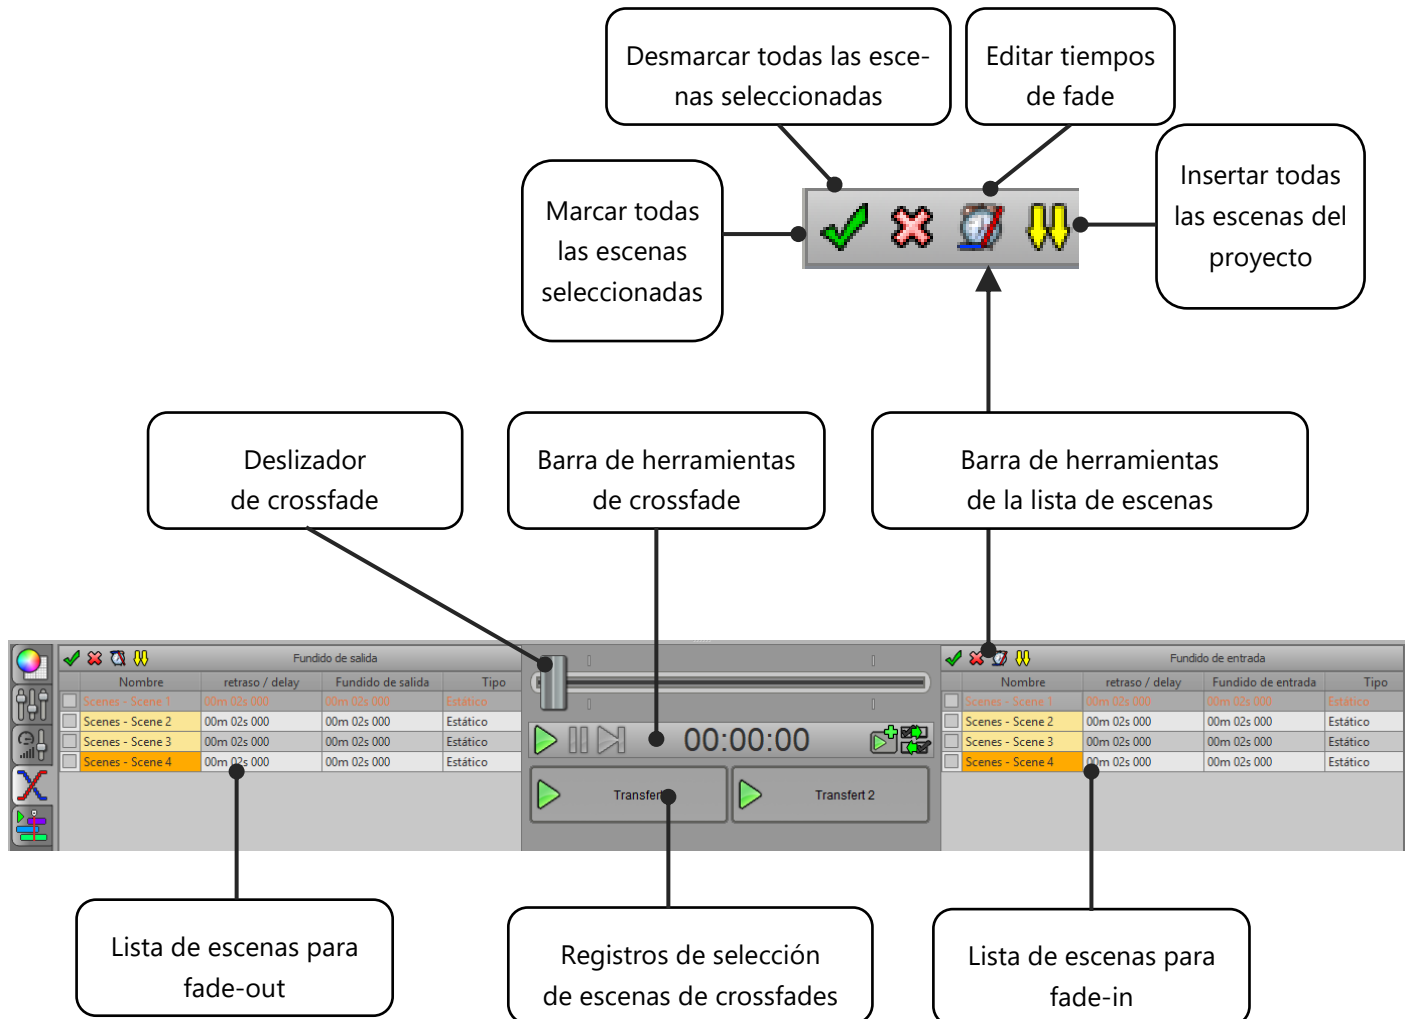 Desmarcar todas las esce-
nas seleccionadas
Editar tiempos
de fade
Marcar todas
las escenas
seleccionadas
Insertar todas
las escenas del
proyecto
Deslizador
de crossfade
Barra de herramientas
de crossfade
Barra de herramientas
de la lista de escenas
Fundido de salida
Nombre retraso / delay Fundido de salida Tipo
Scenes - Scene 1 00m 02s 000 00m 02s 000 Estático
Scenes - Scene 2 00m 02s 000 00m 02s 000 Estático
Scenes - Scene 3 00m 02s 000 00m 02s 000 Estático
Scenes - Scene 4 00m 02s 000 00m 02s 000 Estático
00:00:00
Transfert
Transfert 2
Fundido de entrada
Nombre retraso / delay Fundido de entrada Tipo
Scenes - Scene 1 00m 02s 000 00m 02s 000 Estático
Scenes - Scene 2 00m 02s 000 00m 02s 000 Estático
Scenes - Scene 3 00m 02s 000 00m 02s 000 Estático
Scenes - Scene 4 00m 02s 000 00m 02s 000 Estático
Lista de escenas para
fade-out
Registros de selección
de escenas de crossfades
Lista de escenas para
fade-in